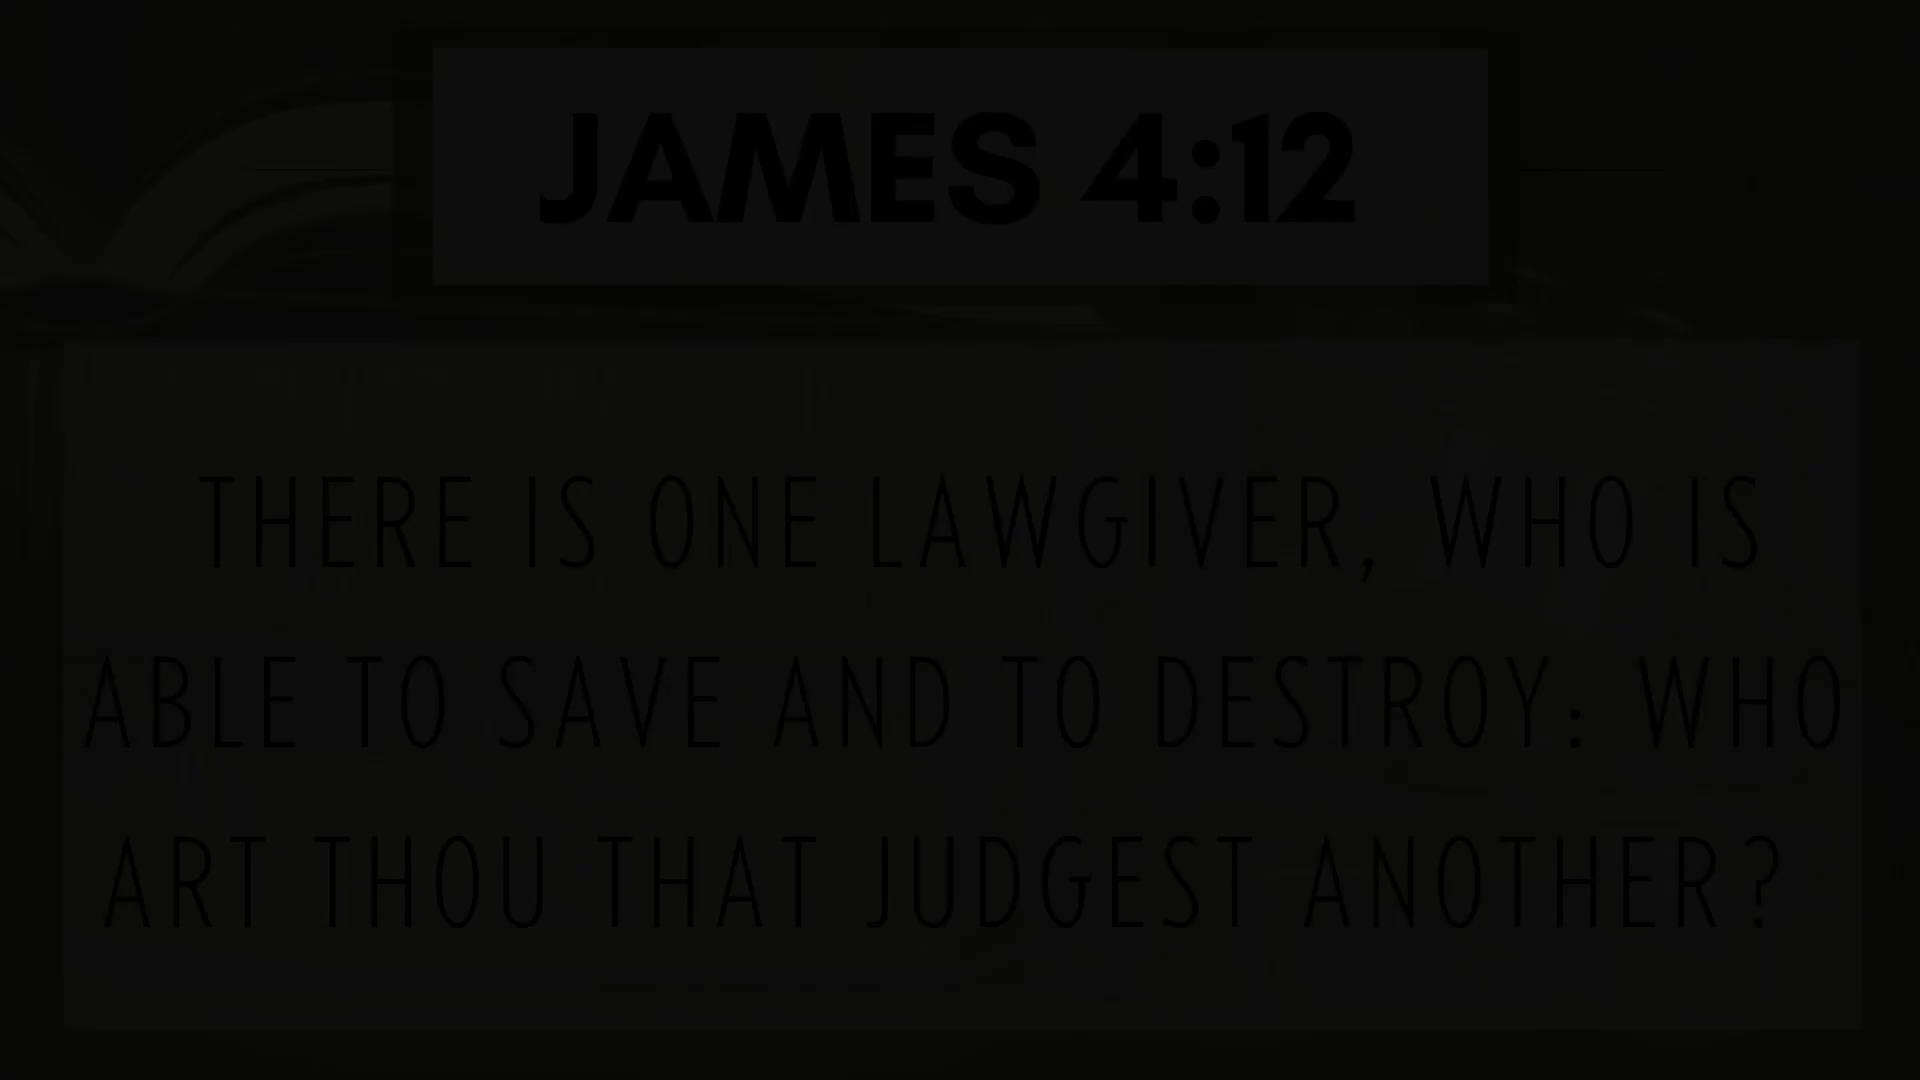 JAMES 4:12
THERE IS ONE LAWGIVER, WHO IS
ABLE TO SAVE AND TO DESTROY: WHO
ART THOU THAT JUDGEST ANOTHER?